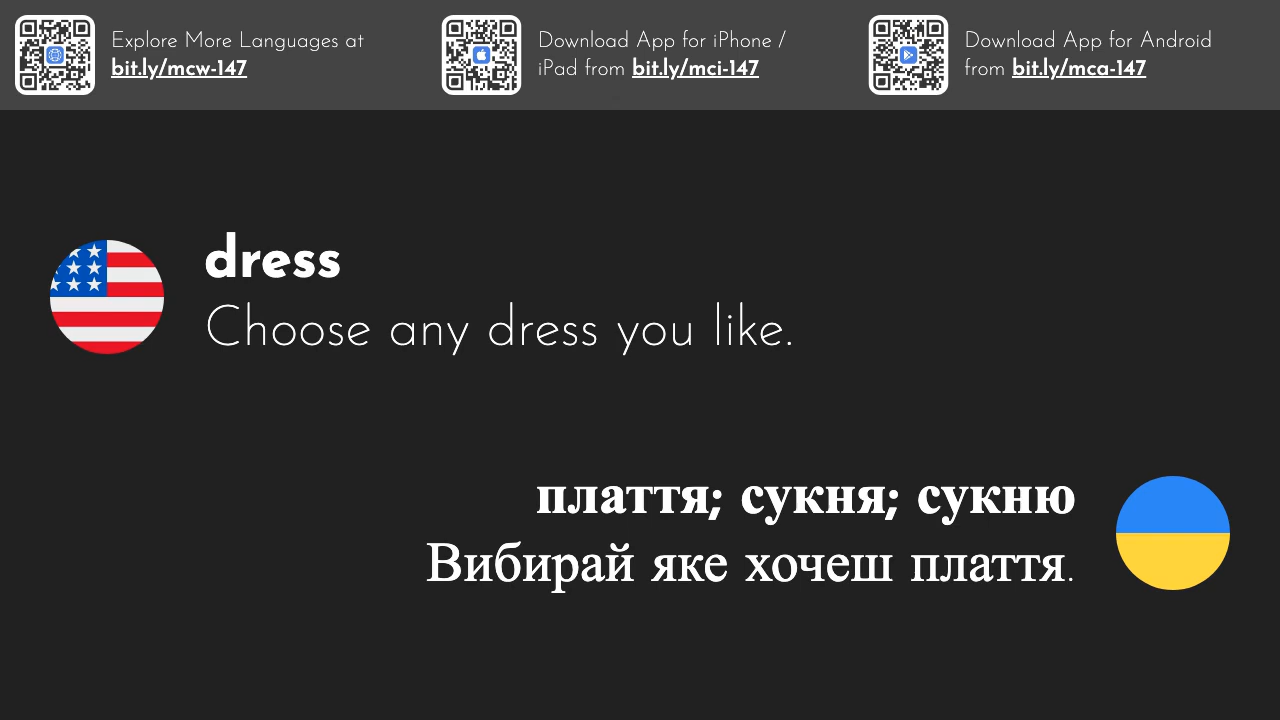 Explore More Languages at
bit.ly/mcw-147
Download App for iPhone /
iPad from bit.ly/mci-147
Download App for Android
from bit.ly/mca-147
dress
Choose any dress you like.
плаття; сукня; сукню
Вибирай яке хочеш плаття.